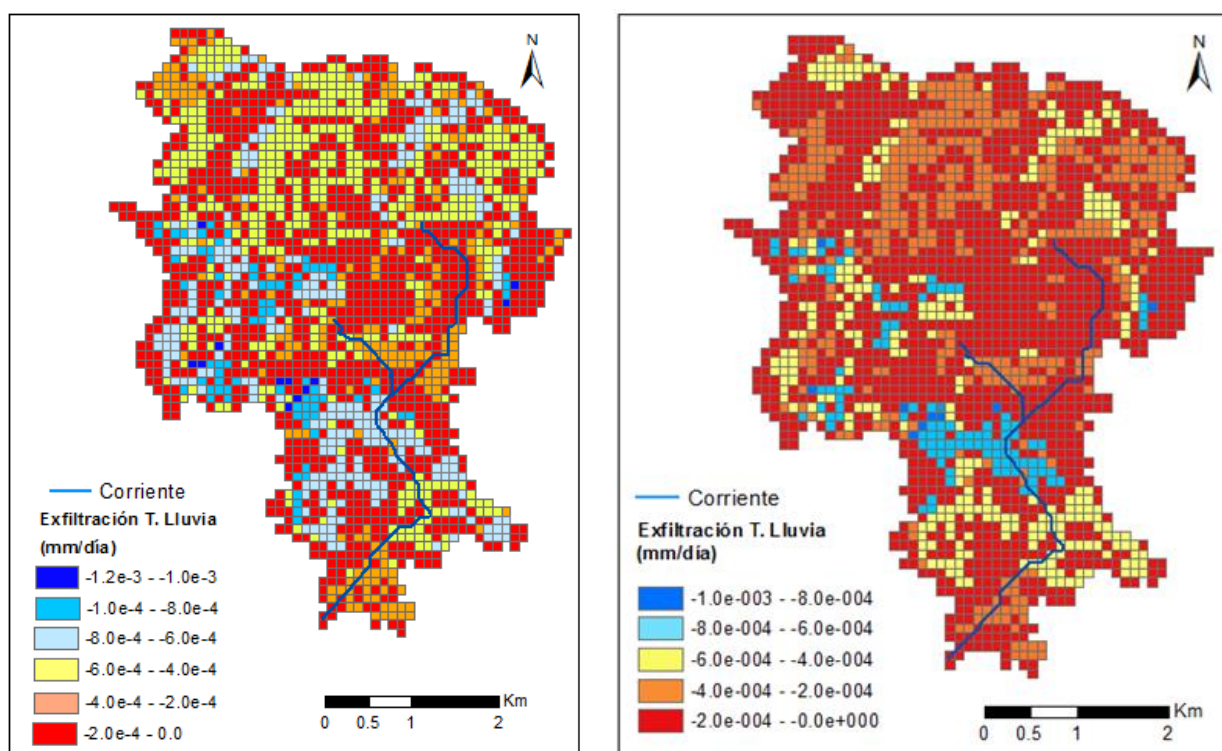 N
Corriente
Exfiltración T. Lluvia
(mm/día)
-1.2e-3 - -1.0e-3
-1.0e-4 - -8.0e-4
-8.0e-4 - -6.0e-4
-6.0e-4 - -4.0e-4
-4.0e-4 - -2.0e-4
-2.0e-4 - 0.0
Km
0 0.5 1 2
N
Corriente
Exfiltración T. Lluvia
(mm/día)
-1.0e-003 - -8.0e-004
-8.0e-004 - -6.0e-004
-6.0e-004 - -4.0e-004
-4.0e-004 - -2.0e-004
-2.0e-004 - -0.0e+000
Km
0 0.5 1 2